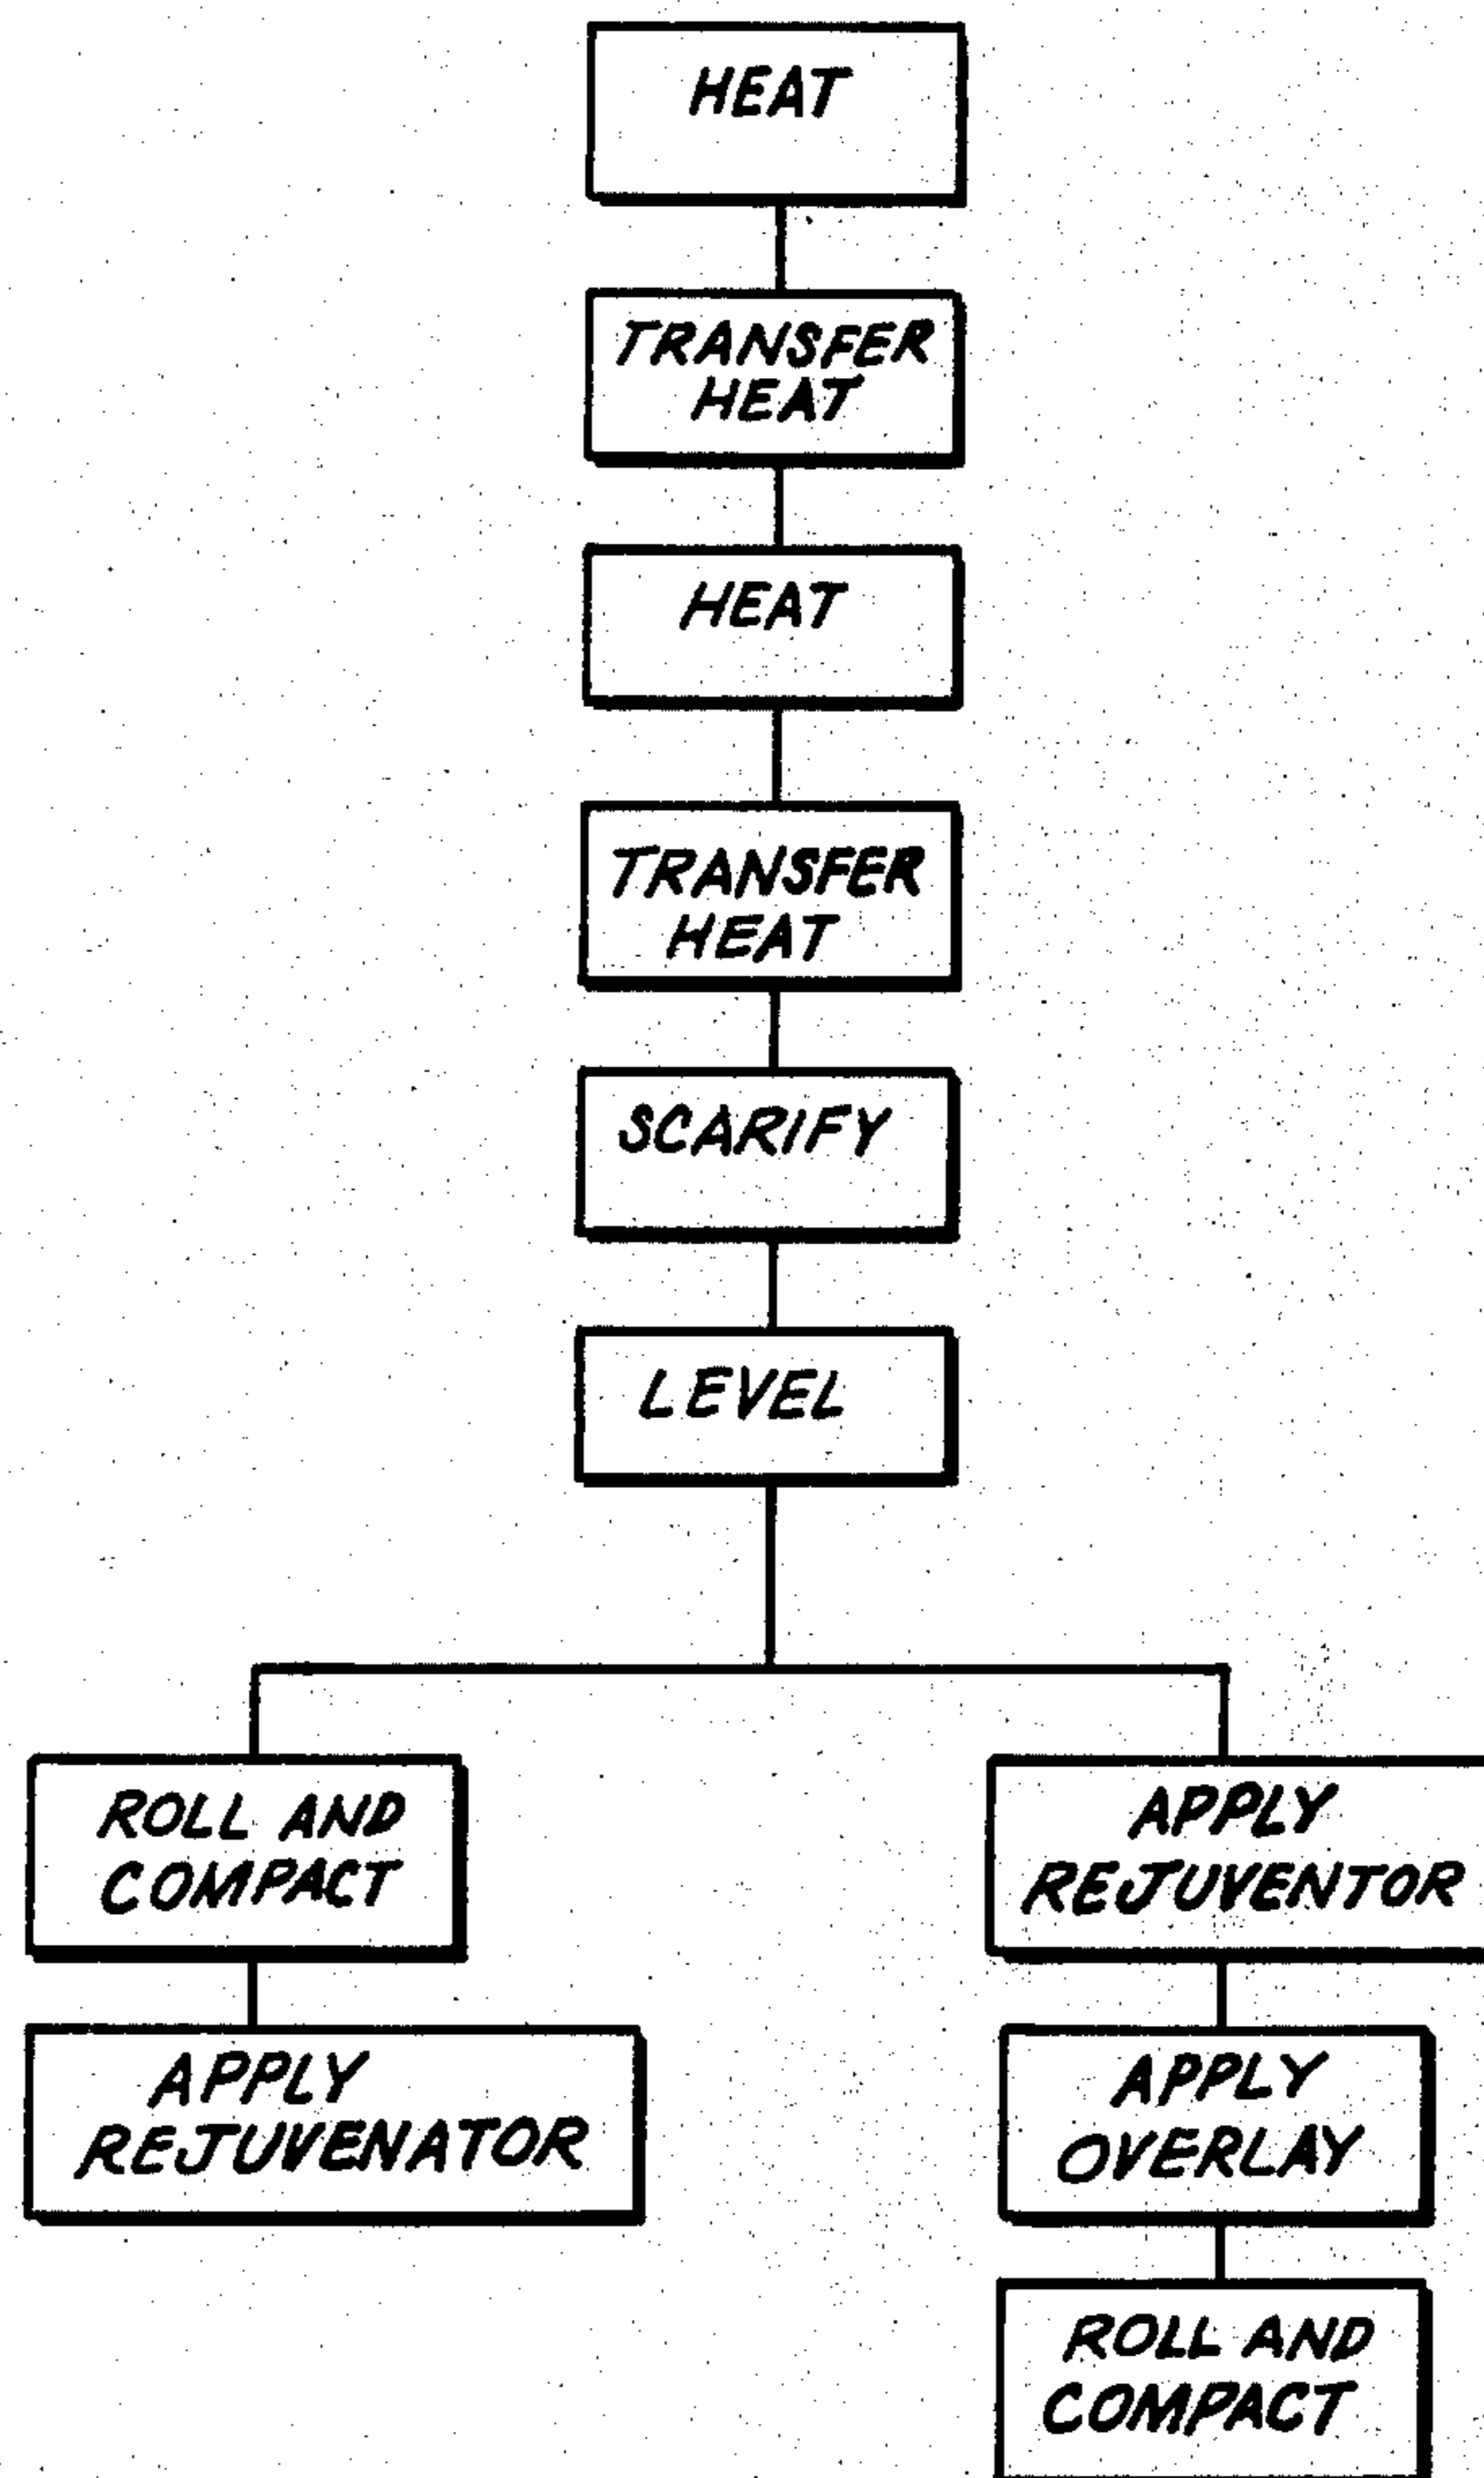 HEAT
TRANSFER
HEAT
HEAT
TRANSFER
HEAT
SCARIFY
LEVEL
ROLL AND
COMPACT
APPLY
REJUVENATOR
APPLY
REJUVENTOR
APPLY
OVERLAY
ROLL AND
COMPACT